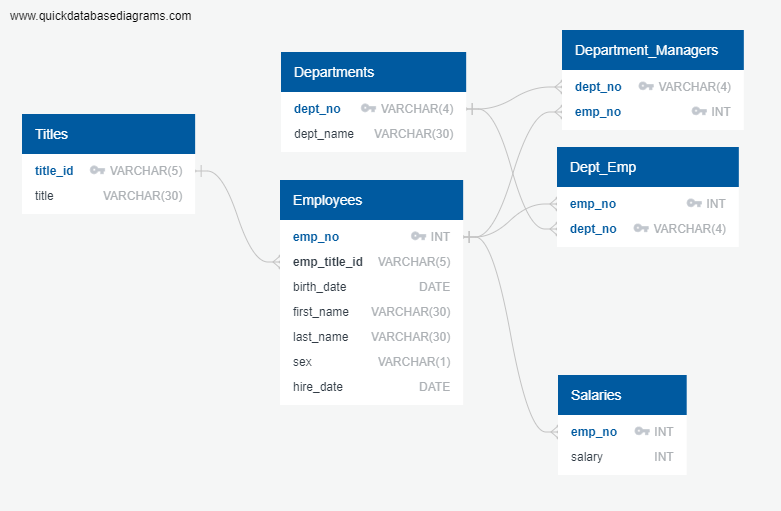 www.quickdatabasediagrams.com
Titles
title_id VARCHAR(5)
title VARCHAR(30)
Departments
dept_no VARCHAR(4)
dept_name VARCHAR(30)
Employees
emp_no INT
emp_title_id VARCHAR(5)
birth_date DATE
first_name VARCHAR(30)
last_name VARCHAR(30)
sex VARCHAR(1)
hire_date DATE
Department_Managers
dept_no VARCHAR(4)
emp_no INT
Dept_Emp
emp_no INT
dept_no VARCHAR(4)
Salaries
emp_no INT
salary INT